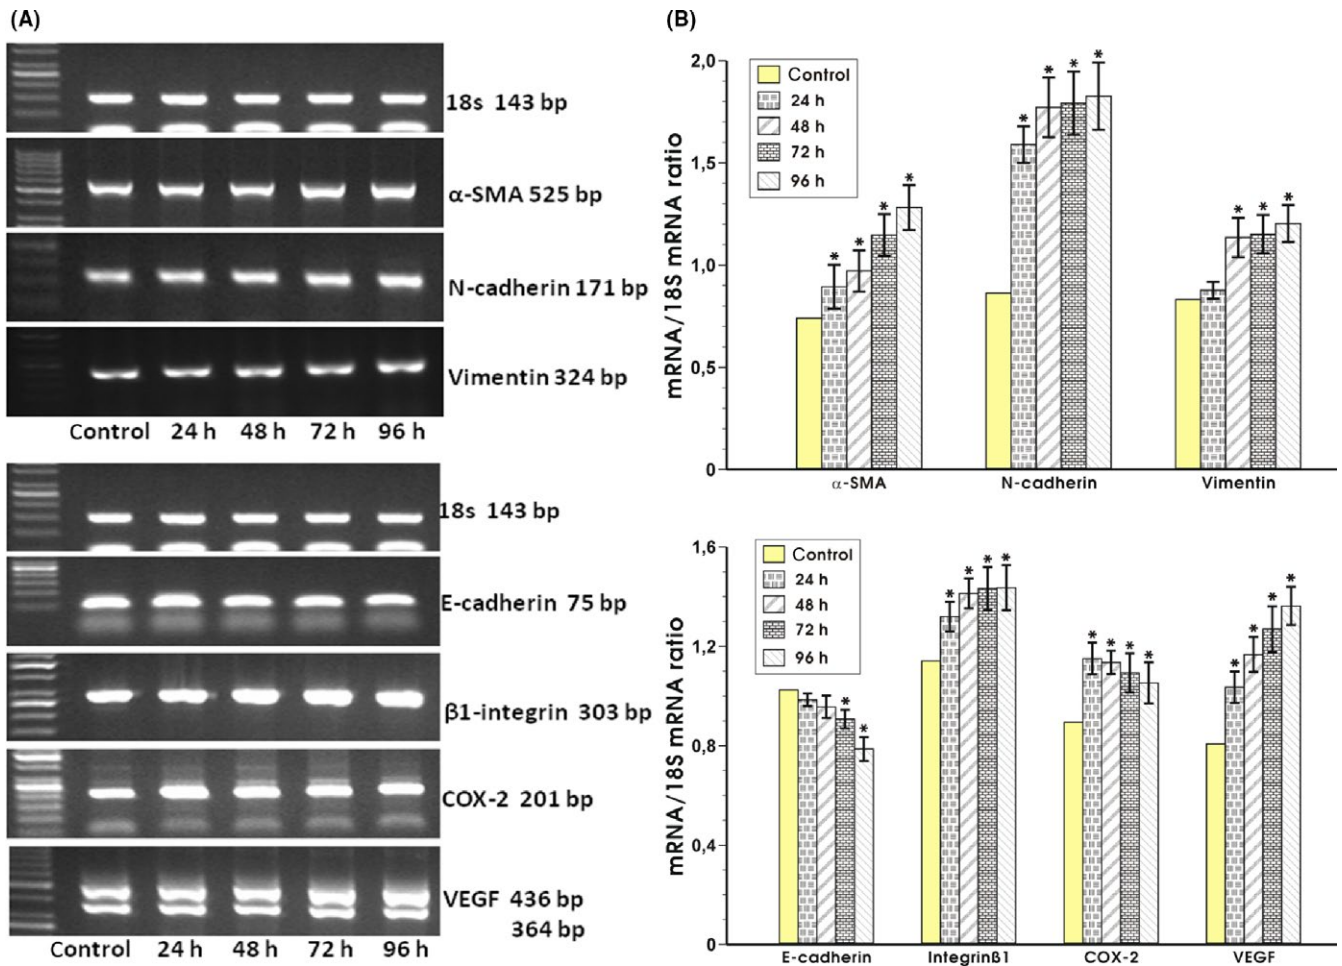 (A)
18s 143 bp
α-SMA 525 bp
N-cadherin 171 bp
Vimentin 324 bp
Control 24 h 48 h 72 h 96 h
18s 143 bp
E-cadherin 75 bp
β1-integrin 303 bp
COX-2 201 bp
VEGF 436 bp
364 bp
Control 24 h 48 h 72 h 96 h
(B)
mRNA/18S mRNA ratio
2,0
1,5
1,0
0,5
0
Control
24 h
48 h
72 h
96 h
* * * *
* * * *
* * *
α-SMA N-cadherin Vimentin
mRNA/18S mRNA ratio
1,6
1,2
0,8
0,4
0
Control
24 h
48 h
72 h
96 h
* *
* * * *
* * * *
* * * *
E-cadherin Integrinβ1 COX-2 VEGF